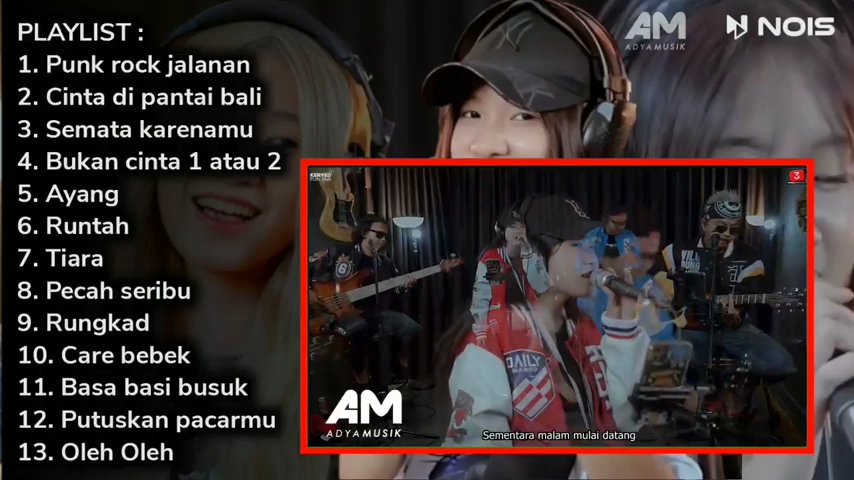 PLAYLIST :
1. Punk rock jalanan
2. Cinta di pantai bali
3. Semata karenamu
4. Bukan cinta 1 atau 2
5. Ayang
6. Runtah
7. Tiara
8. Pecah seribu
9. Rungkad
10. Care bebek
11. Basa basi busuk
12. Putuskan pacarmu
13. Oleh Oleh
AM
ADYAMUSIK
NOIS
3
DAILY
AM
ADYAMUSIK
Sementara malam mulai datang